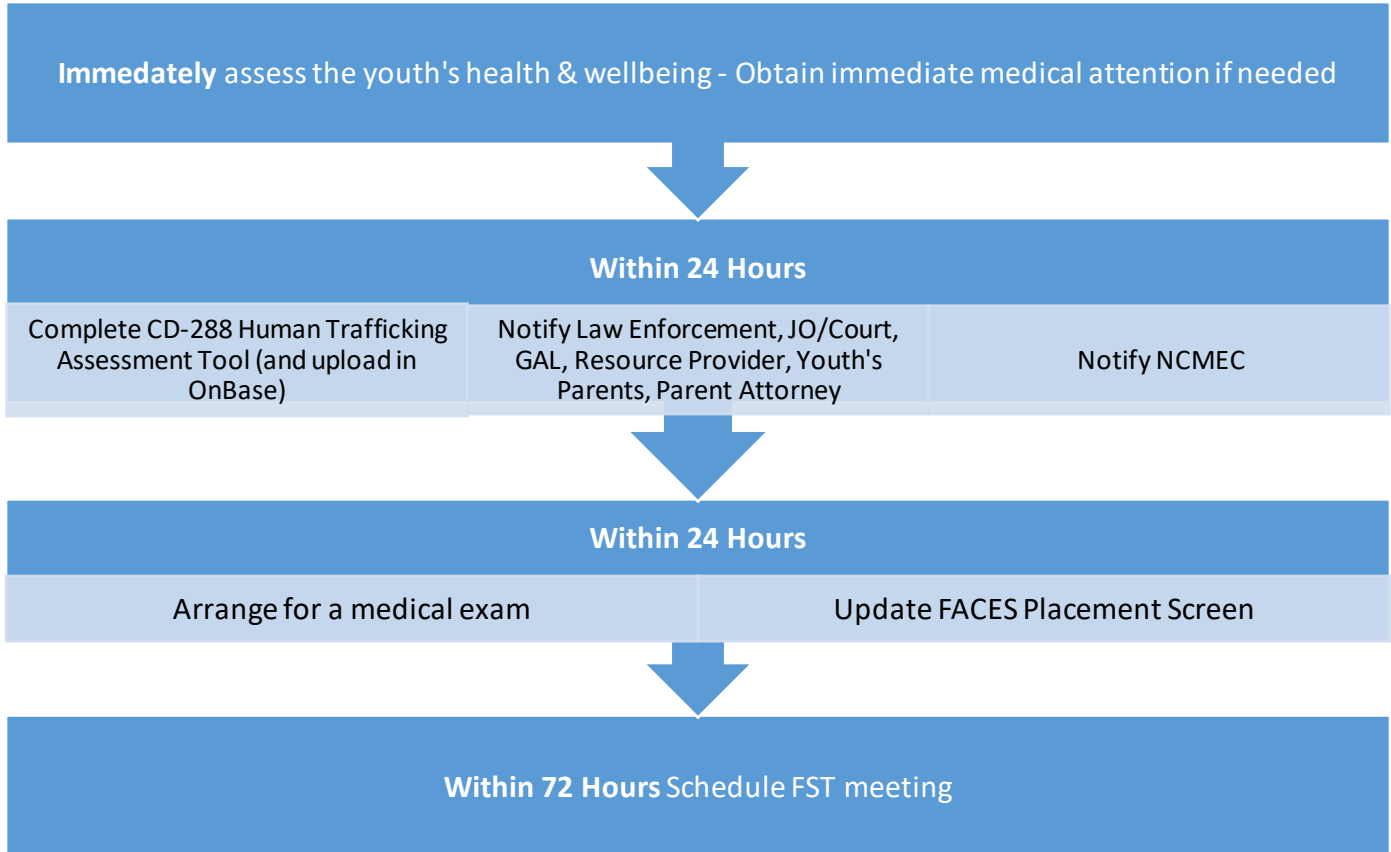 Immedately assess the youth's health & wellbeing - Obtain immediate medical attention if needed
Within 24 Hours
Complete CD-288 Human Trafficking
Assessment Tool (and upload in
OnBase)
Notify Law Enforcement, JO/Court,
GAL, Resource Provider, Youth's
Parents, Parent Attorney
Notify NCMEC
Within 24 Hours
Arrange for a medical exam
Update FACES Placement Screen
Within 72 Hours Schedule FST meeting